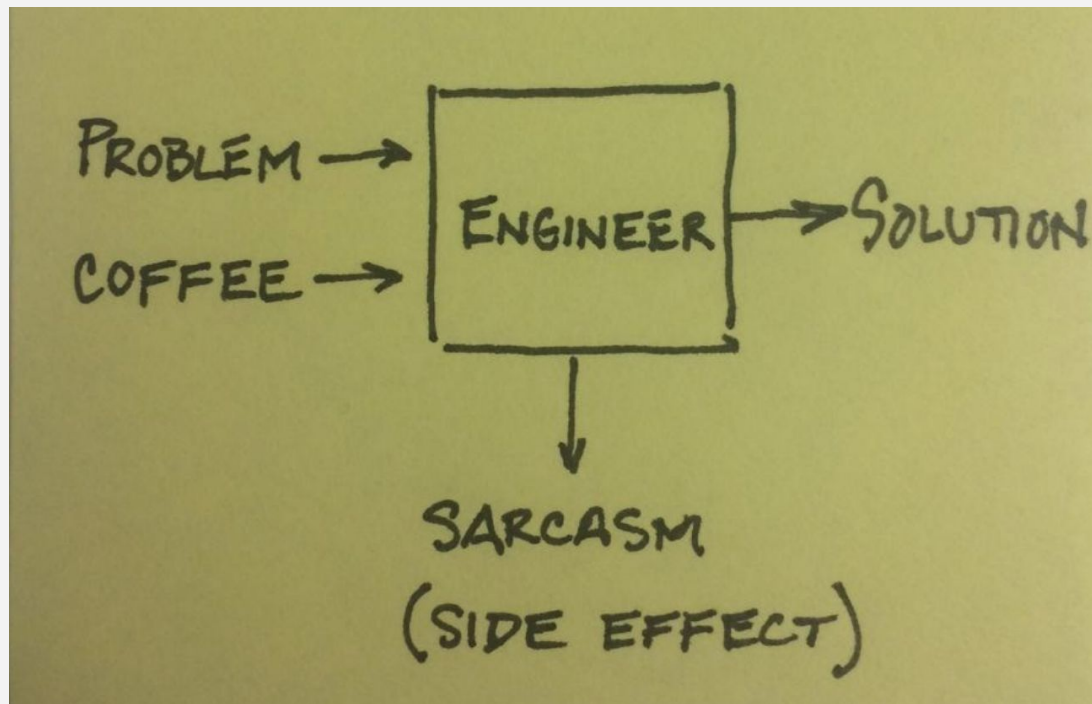 PROBLEM
COFFEE
ENGINEER
SOLUTION
SARCASM
(SIDE EFFECT)